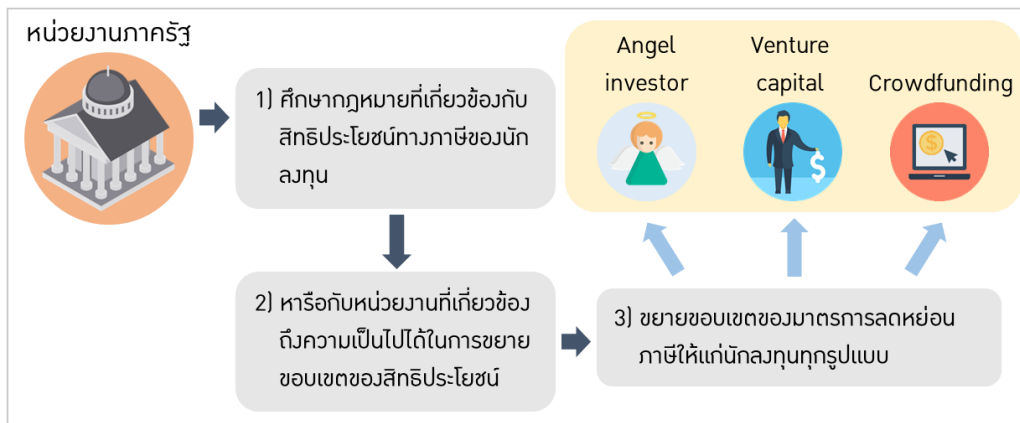 หน่วยงานภาครัฐ
1) ศึกษากฎหมายที่เกี่ยวข้องกับ
สิทธิประโยชน์ทางภาษีของนัก
ลงทุน
2) หารือกับหน่วยงานที่เกี่ยวข้อง
ถึงความเป็นไปได้ในการขยาย
ขอบเขตของสิทธิประโยชน์
3) ขยายขอบเขตของมาตรการลดหย่อน
ภาษีให้แก่นักลงทุนทุกรูปแบบ
Angel
investor
Venture
capital
Crowdfunding
$
$